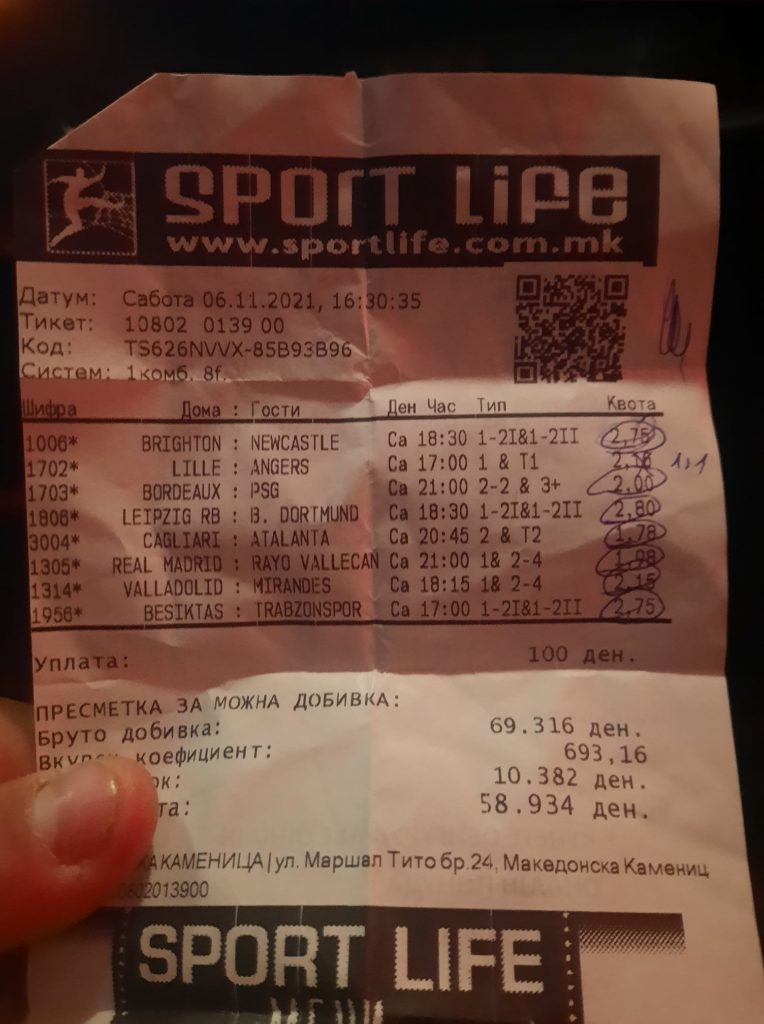 SPORT LIFE
www.sportlife.com.mk
Датум: Сабота 06.11.2021, 16:30:35
Тикет: 10802 0139 00
Код: TS626NVVX-85B93B96
Систем: 1комб. 8f.
Шифра Дома : Гости Ден Час Тип Квота
1006* BRIGHTON : NEWCASTLE Са 18:30 1-2I&1-2II 2,75
1702* LILLE : ANGERS Са 17:00 1 & T1 1,1
1703* BORDEAUX : PSG Са 21:00 2-2 & 3+ 2,00
1806* LEIPZIG RB : B. DORTMUND Са 18:30 1-2I&1-2II 2,80
3004* CAGLIARI : ATALANTA Са 20:45 2 & T2 1,78
1305* REAL MADRID : RAYO VALLECAN Са 21:00 1& 2-4 1,98
1314* VALLADOLID : MIRANDES Са 18:15 1& 2-4 2,15
1956* BESIKTAS : TRABZONSPOR Са 17:00 1-2I&1-2II 2,75
Уплата: 100 ден.
ПРЕСМЕТКА ЗА МОЖНА ДОБИВКА:
Бруто добивка: 69.316 ден.
коефициент: 693,16
10.382 ден.
58.934 ден.
КАМЕНИЦА | ул. Маршал Тито бр.24, Македонска Камениц
0802013900
SPORT LIFE